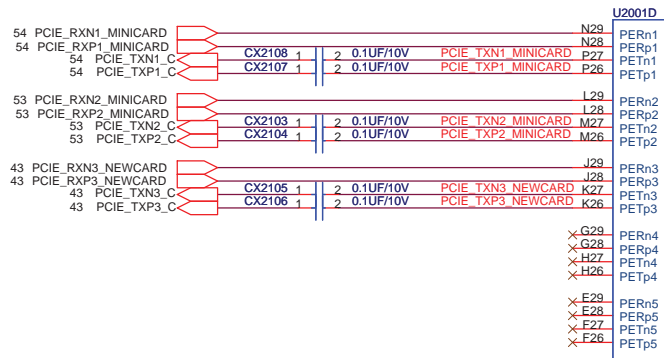 U2001D
54 PCIE_RXN1_MINICARD N29 PERn1
54 PCIE_RXP1_MINICARD N28 PERp1
54 PCIE_TXN1_C CX2108 1 2 0.1UF/10V PCIE_TXN1_MINICARD P27 PETn1
54 PCIE_TXP1_C CX2107 1 2 0.1UF/10V PCIE_TXP1_MINICARD P26 PETp1
53 PCIE_RXN2_MINICARD L29 PERn2
53 PCIE_RXP2_MINICARD L28 PERp2
53 PCIE_TXN2_C CX2103 1 2 0.1UF/10V PCIE_TXN2_MINICARD M27 PETn2
53 PCIE_TXP2_C CX2104 1 2 0.1UF/10V PCIE_TXP2_MINICARD M26 PETp2
43 PCIE_RXN3_NEWCARD J29 PERn3
43 PCIE_RXP3_NEWCARD J28 PERp3
43 PCIE_TXN3_C CX2105 1 2 0.1UF/10V PCIE_TXN3_NEWCARD K27 PETn3
43 PCIE_TXP3_C CX2106 1 2 0.1UF/10V PCIE_TXP3_NEWCARD K26 PETp3
G29 PERn4
G28 PERp4
H27 PETn4
H26 PETp4
E29 PERn5
E28 PERp5
F27 PETn5
F26 PETp5